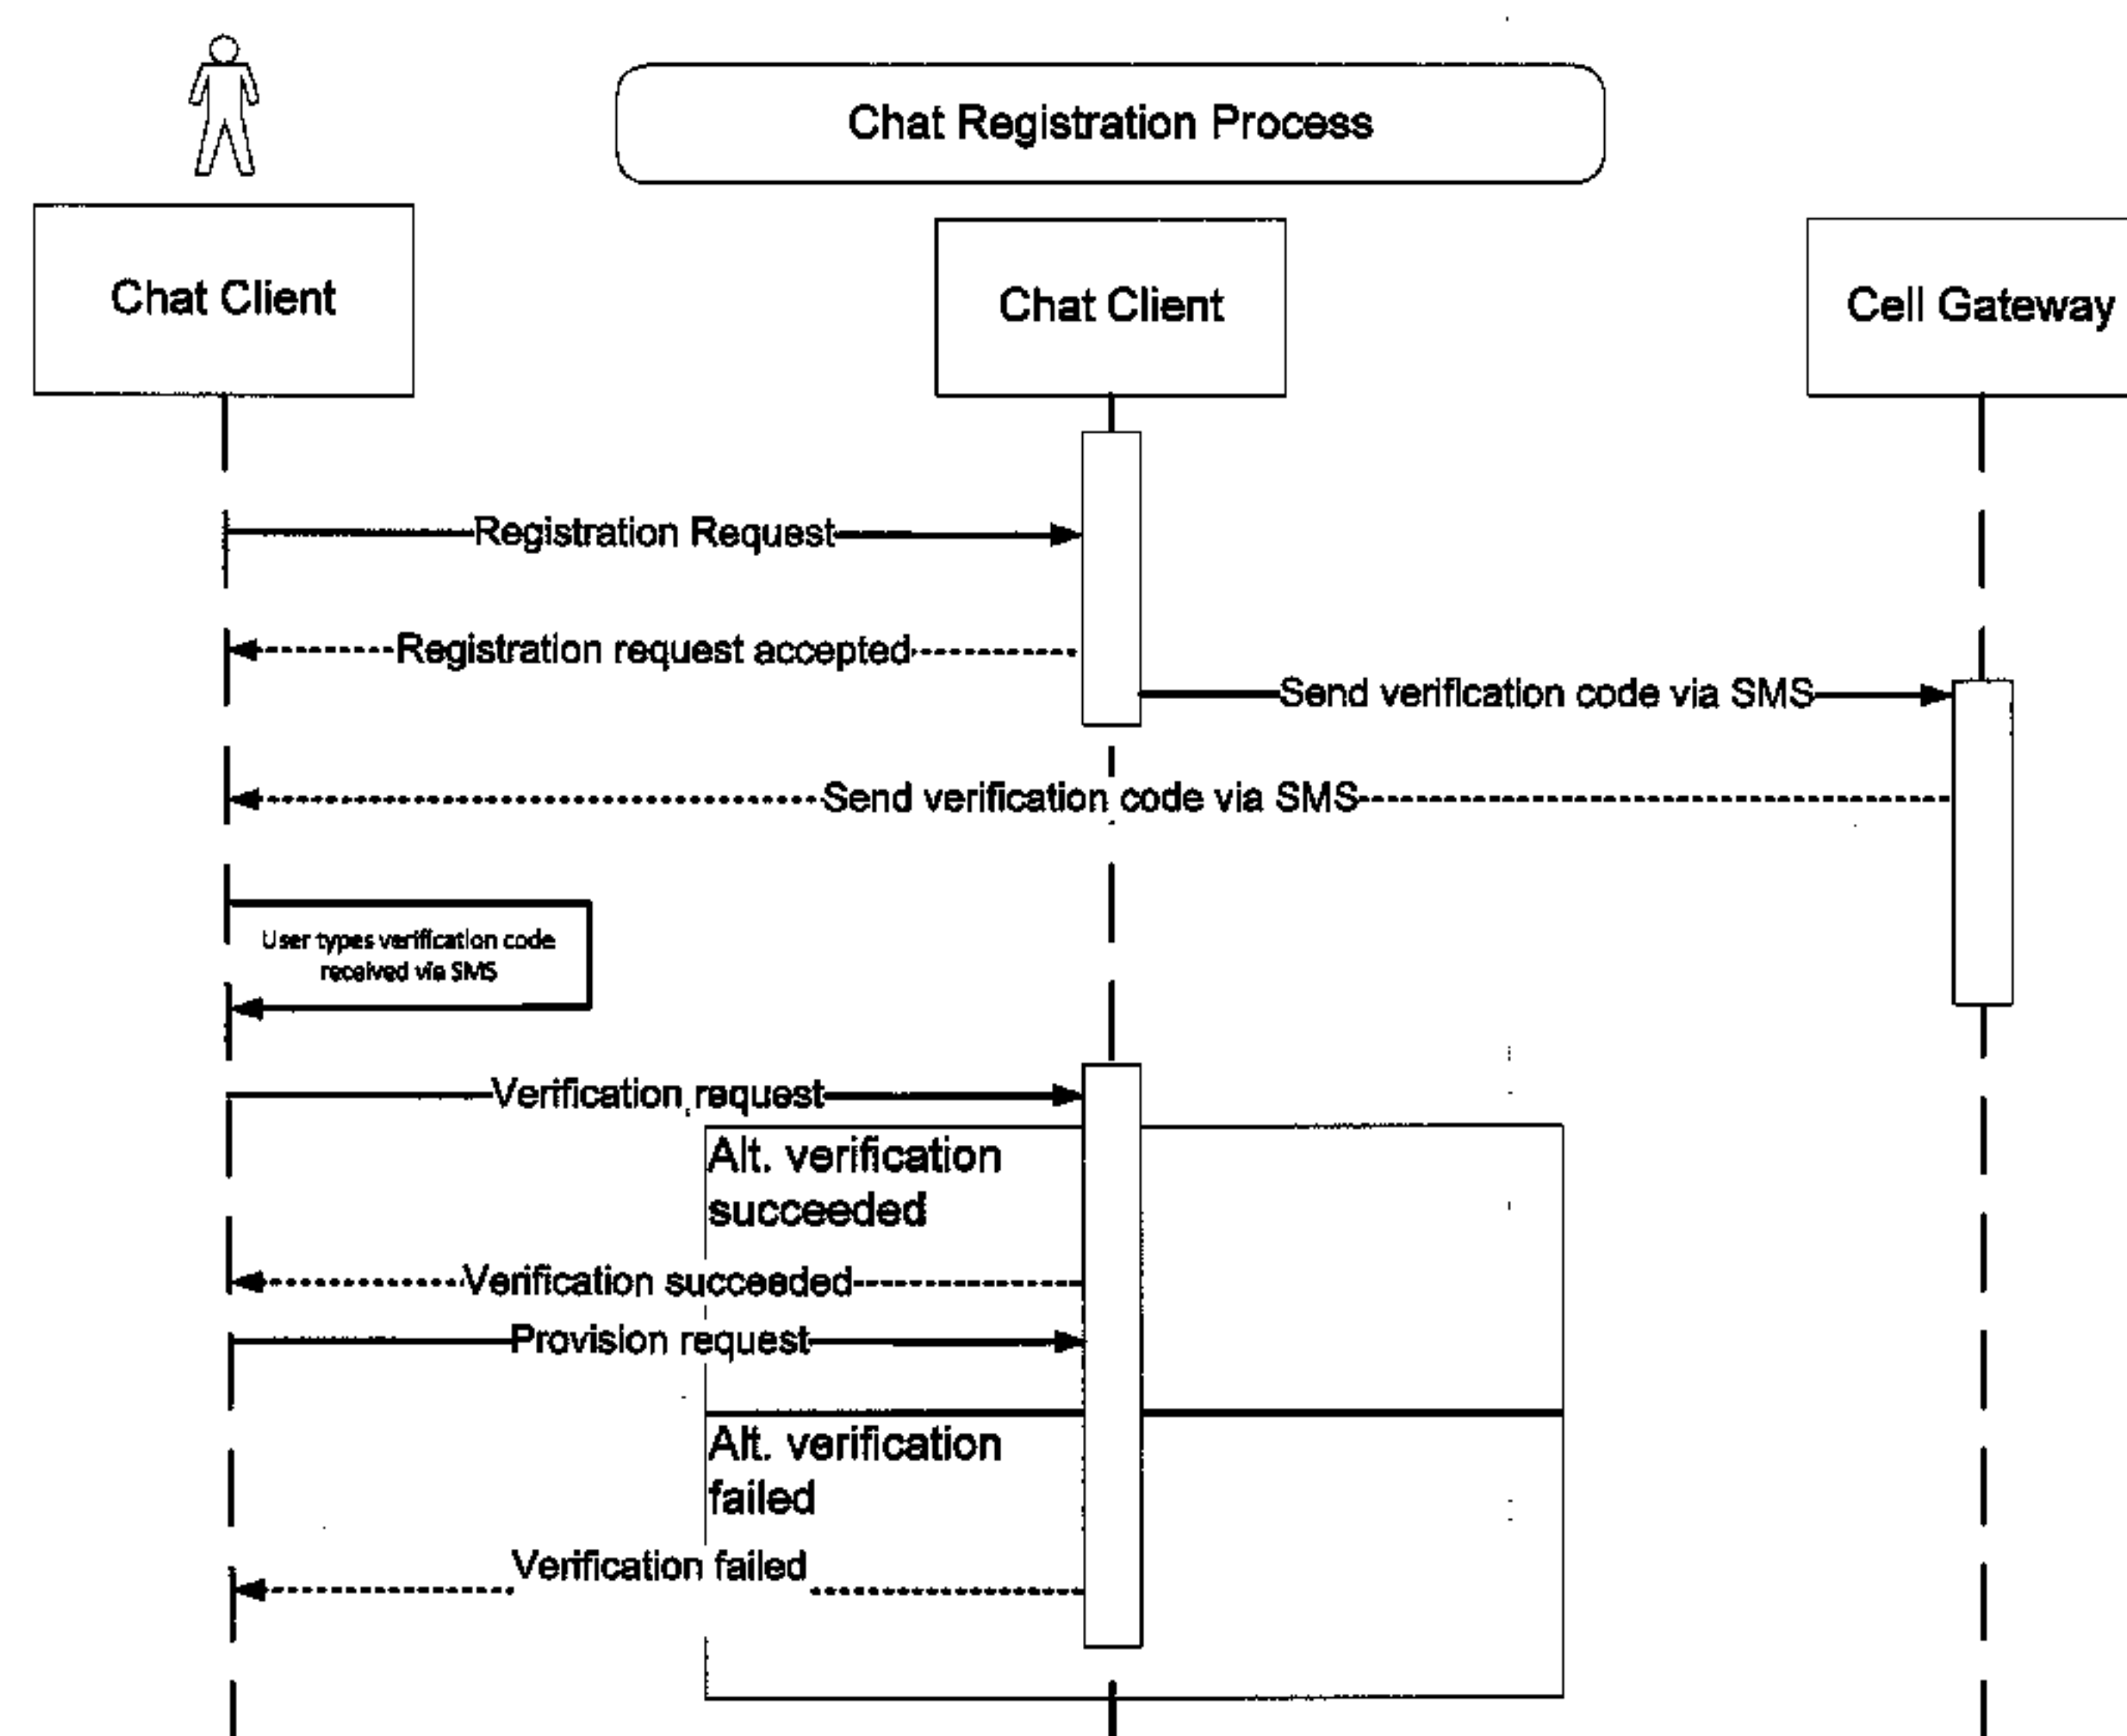 Chat Registration Process
Chat Client
Chat Client
Cell Gateway
Registration Request
Registration request accepted
Send verification code via SMS
Send verification code via SMS
User types verification code
received via SMS
Verification request
Alt. verification
succeeded
Verification succeeded
Provision request
Alt. verification
failed
Verification failed